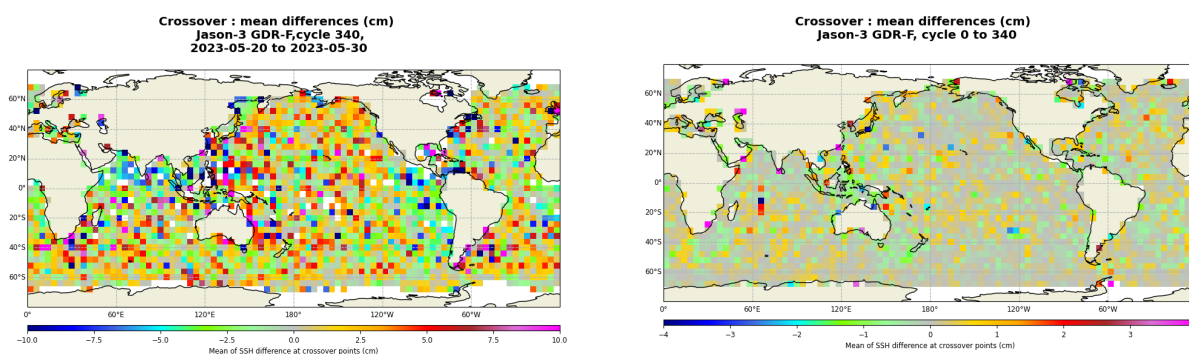 Crossover : mean differences (cm)
Jason-3 GDR-F,cycle 340,
2023-05-20 to 2023-05-30
60°N
40°N
20°N
0°
20°S
40°S
60°S
0°
60°E
120°E
180°
120°W
60°W
−10.0
−7.5
−5.0
−2.5
0.0
2.5
5.0
7.5
10.0
Mean of SSH difference at crossover points (cm)
Crossover : mean differences (cm)
Jason-3 GDR-F, cycle 0 to 340
60°N
40°N
20°N
0°
20°S
40°S
60°S
0°
60°E
120°E
180°
120°W
60°W
−4
−3
−2
−1
0
1
2
3
Mean of SSH difference at crossover points (cm)